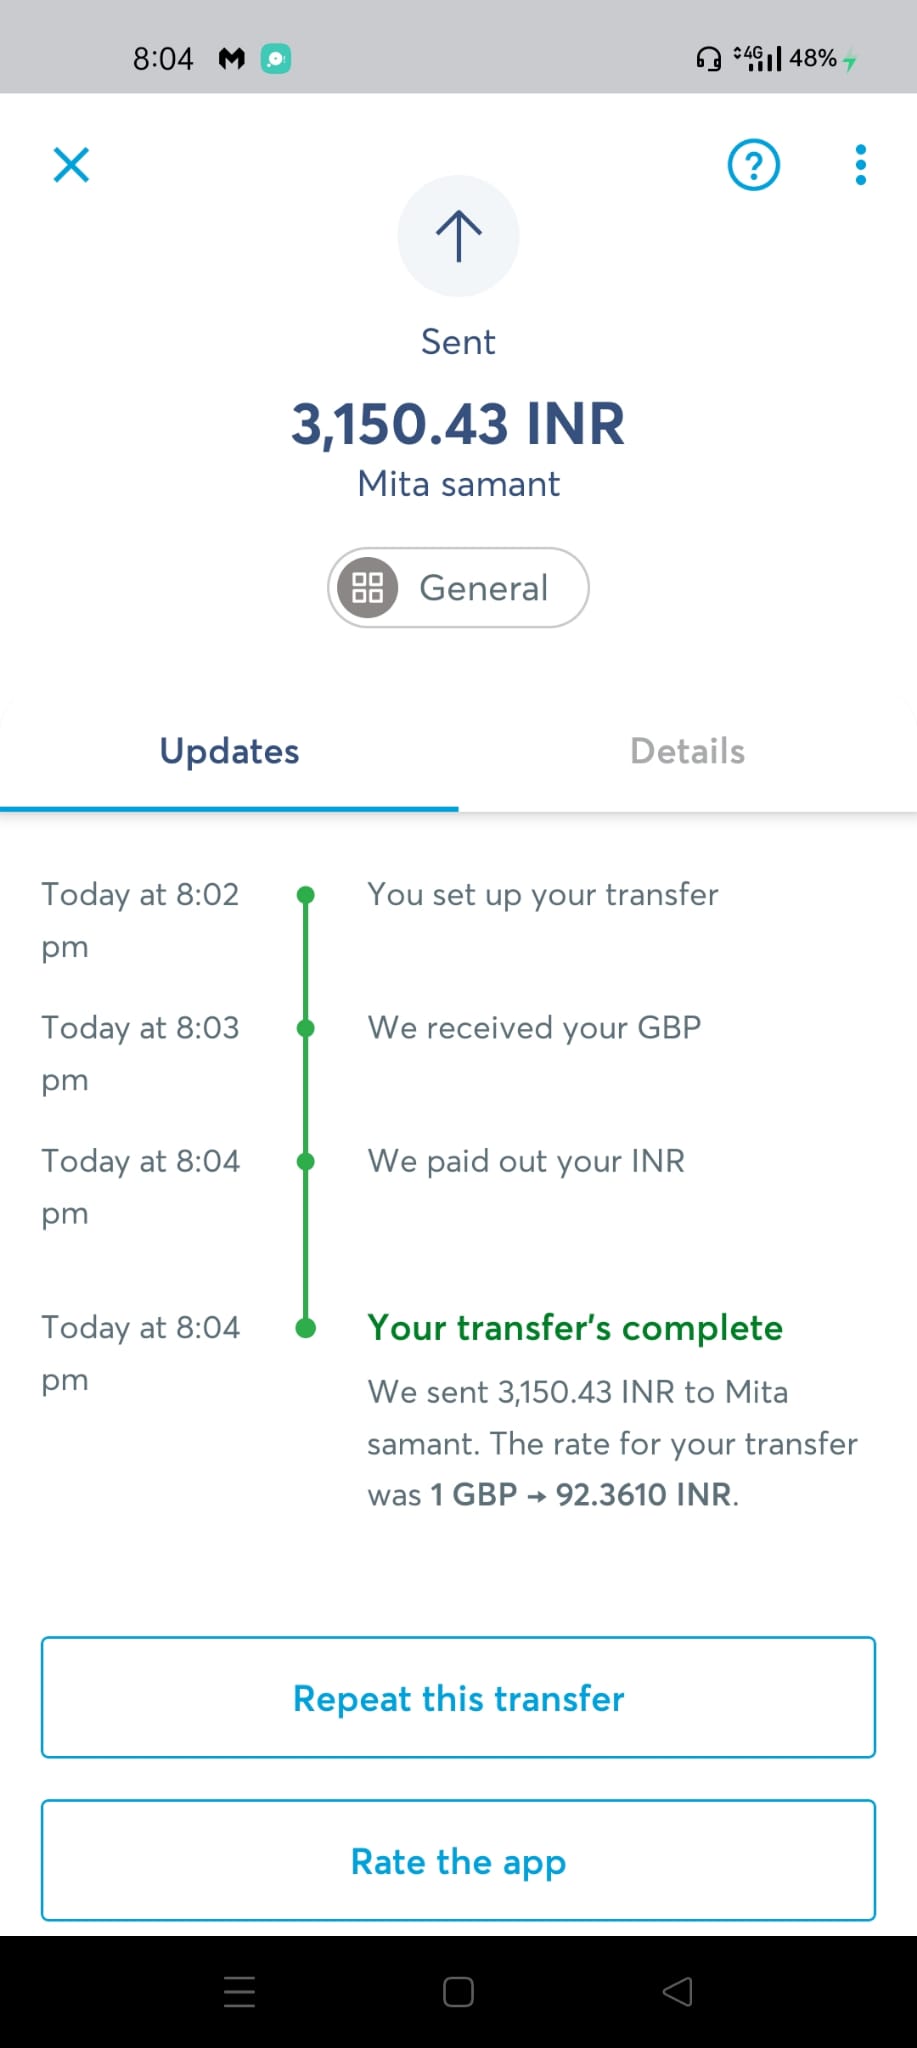 8:04 4G 48%
?
Sent
3,150.43 INR
Mita samant
General
Updates Details
Today at 8:02 You set up your transfer
pm
Today at 8:03 We received your GBP
pm
Today at 8:04 We paid out your INR
pm
Today at 8:04 Your transfer's complete
pm We sent 3,150.43 INR to Mita
samant. The rate for your transfer
was 1 GBP → 92.3610 INR.
Repeat this transfer
Rate the app